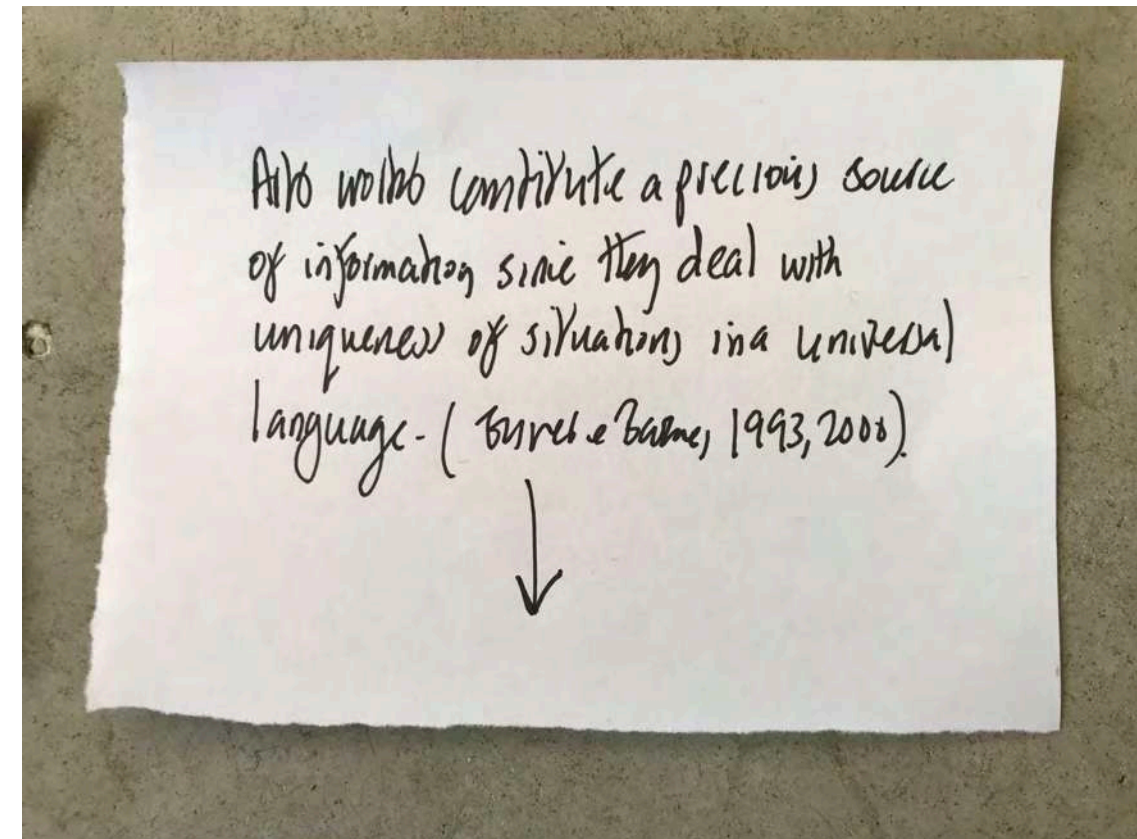 Arts works constitute a precious source
of information since they deal with
uniqueness of situations in a universal
language. ( e Barnes, 1993, 2000).